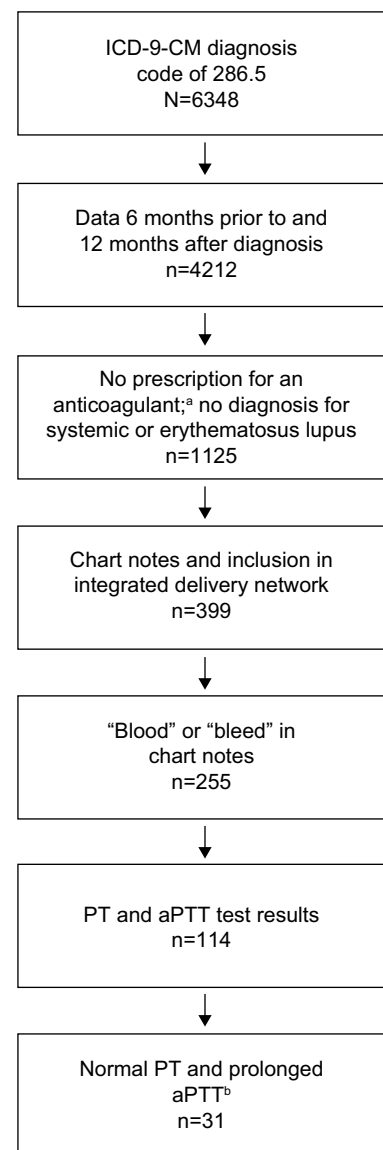 ICD-9-CM diagnosis
code of 286.5
N=6348
Data 6 months prior to and
12 months after diagnosis
n=4212
No prescription for an
anticoagulant;ᵃ no diagnosis for
systemic or erythematosus lupus
n=1125
Chart notes and inclusion in
integrated delivery network
n=399
“Blood” or “bleed” in
chart notes
n=255
PT and aPTT test results
n=114
Normal PT and prolonged
aPTTᵇ
n=31